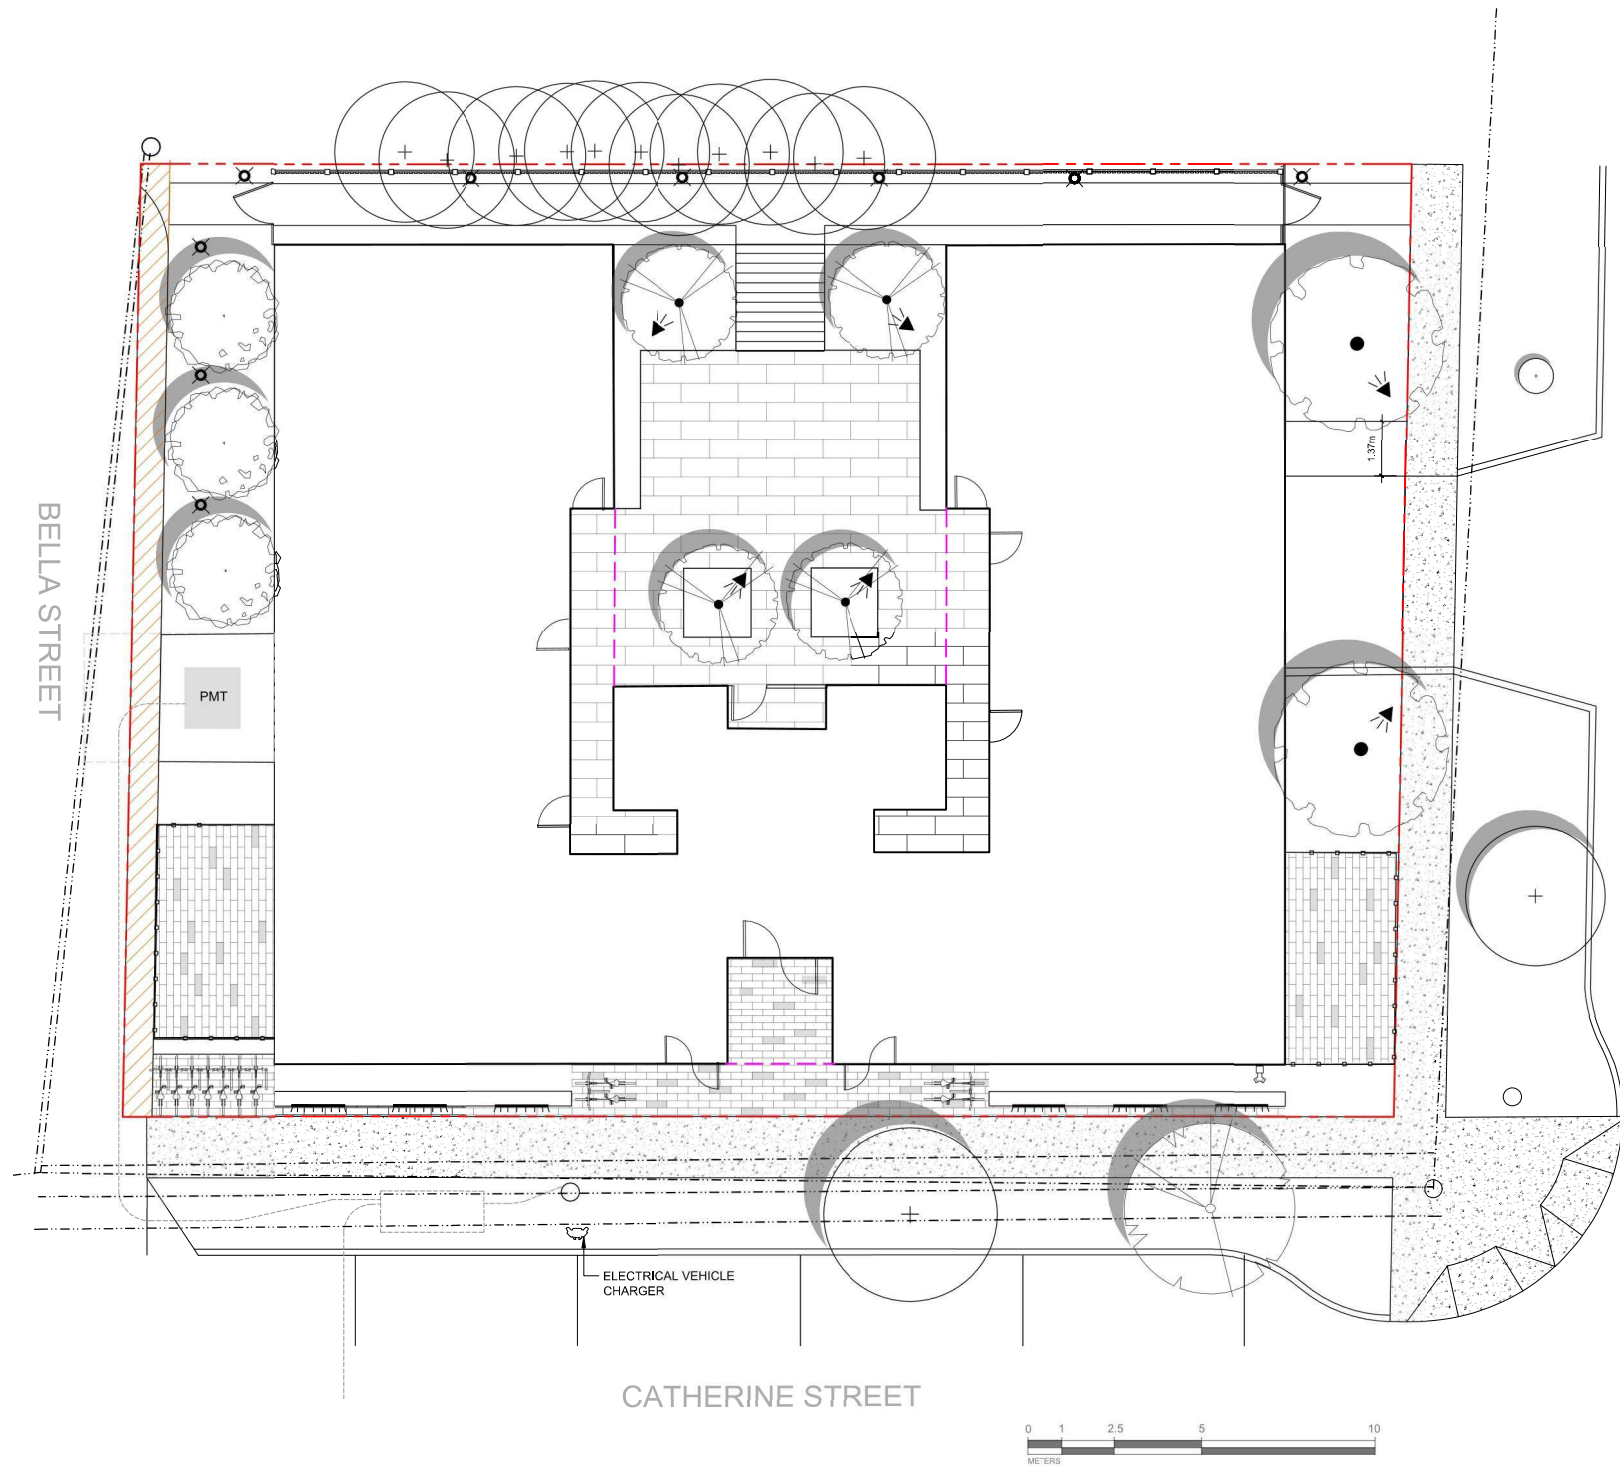 1.37m
BELLA STREET
PMT
ELECTRICAL VEHICLE
CHARGER
CATHERINE STREET
0 1 2.5 5 10
METERS